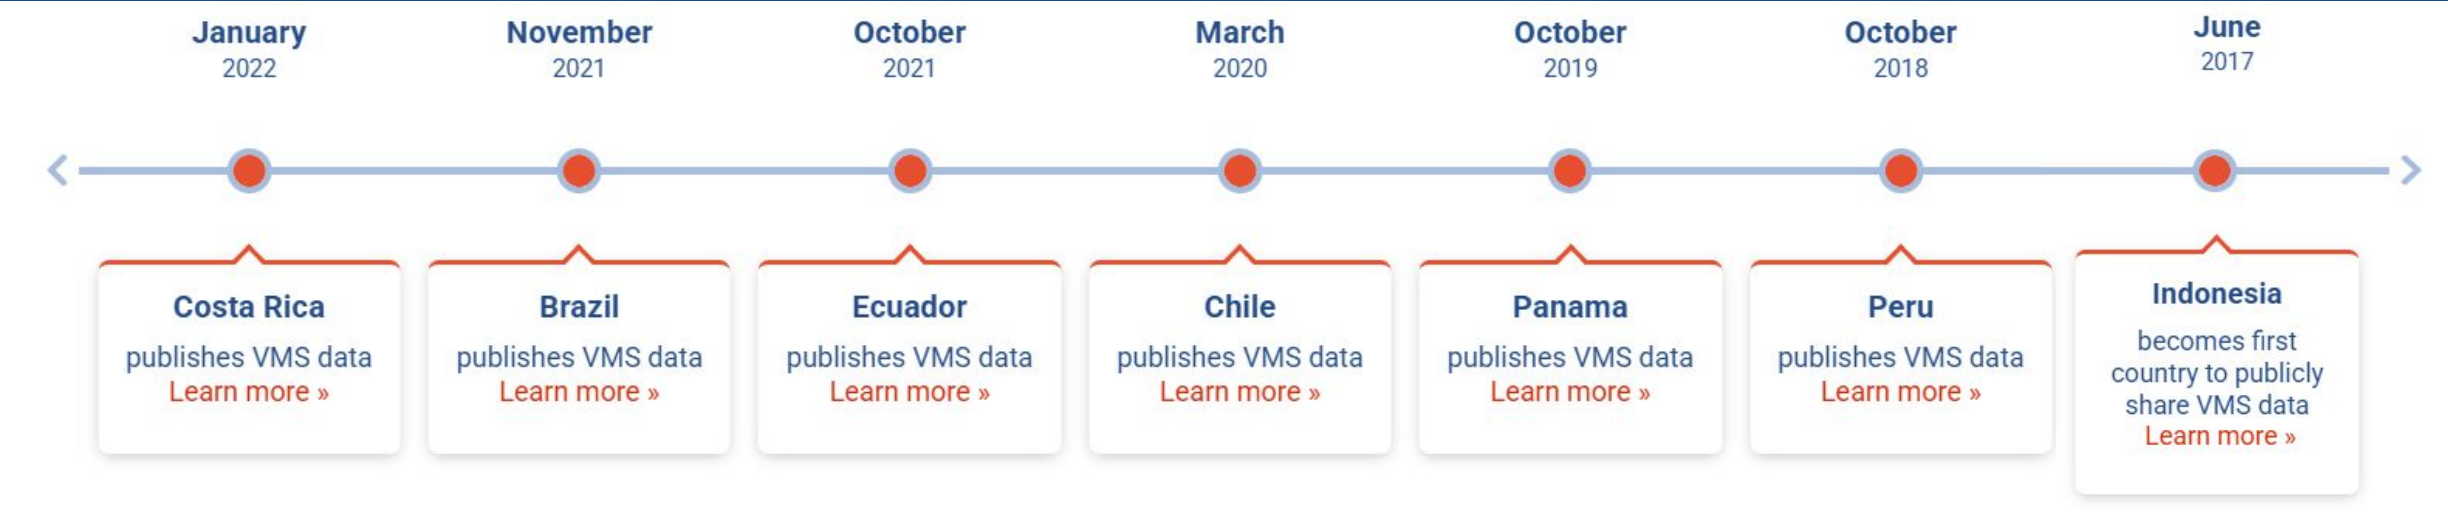 January
2022
November
2021
October
2021
March
2020
October
2019
October
2018
June
2017
Costa Rica
publishes VMS data
Learn more »
Brazil
publishes VMS data
Learn more »
Ecuador
publishes VMS data
Learn more »
Chile
publishes VMS data
Learn more »
Panama
publishes VMS data
Learn more »
Peru
publishes VMS data
Learn more »
Indonesia
becomes first
country to publicly
share VMS data
Learn more »